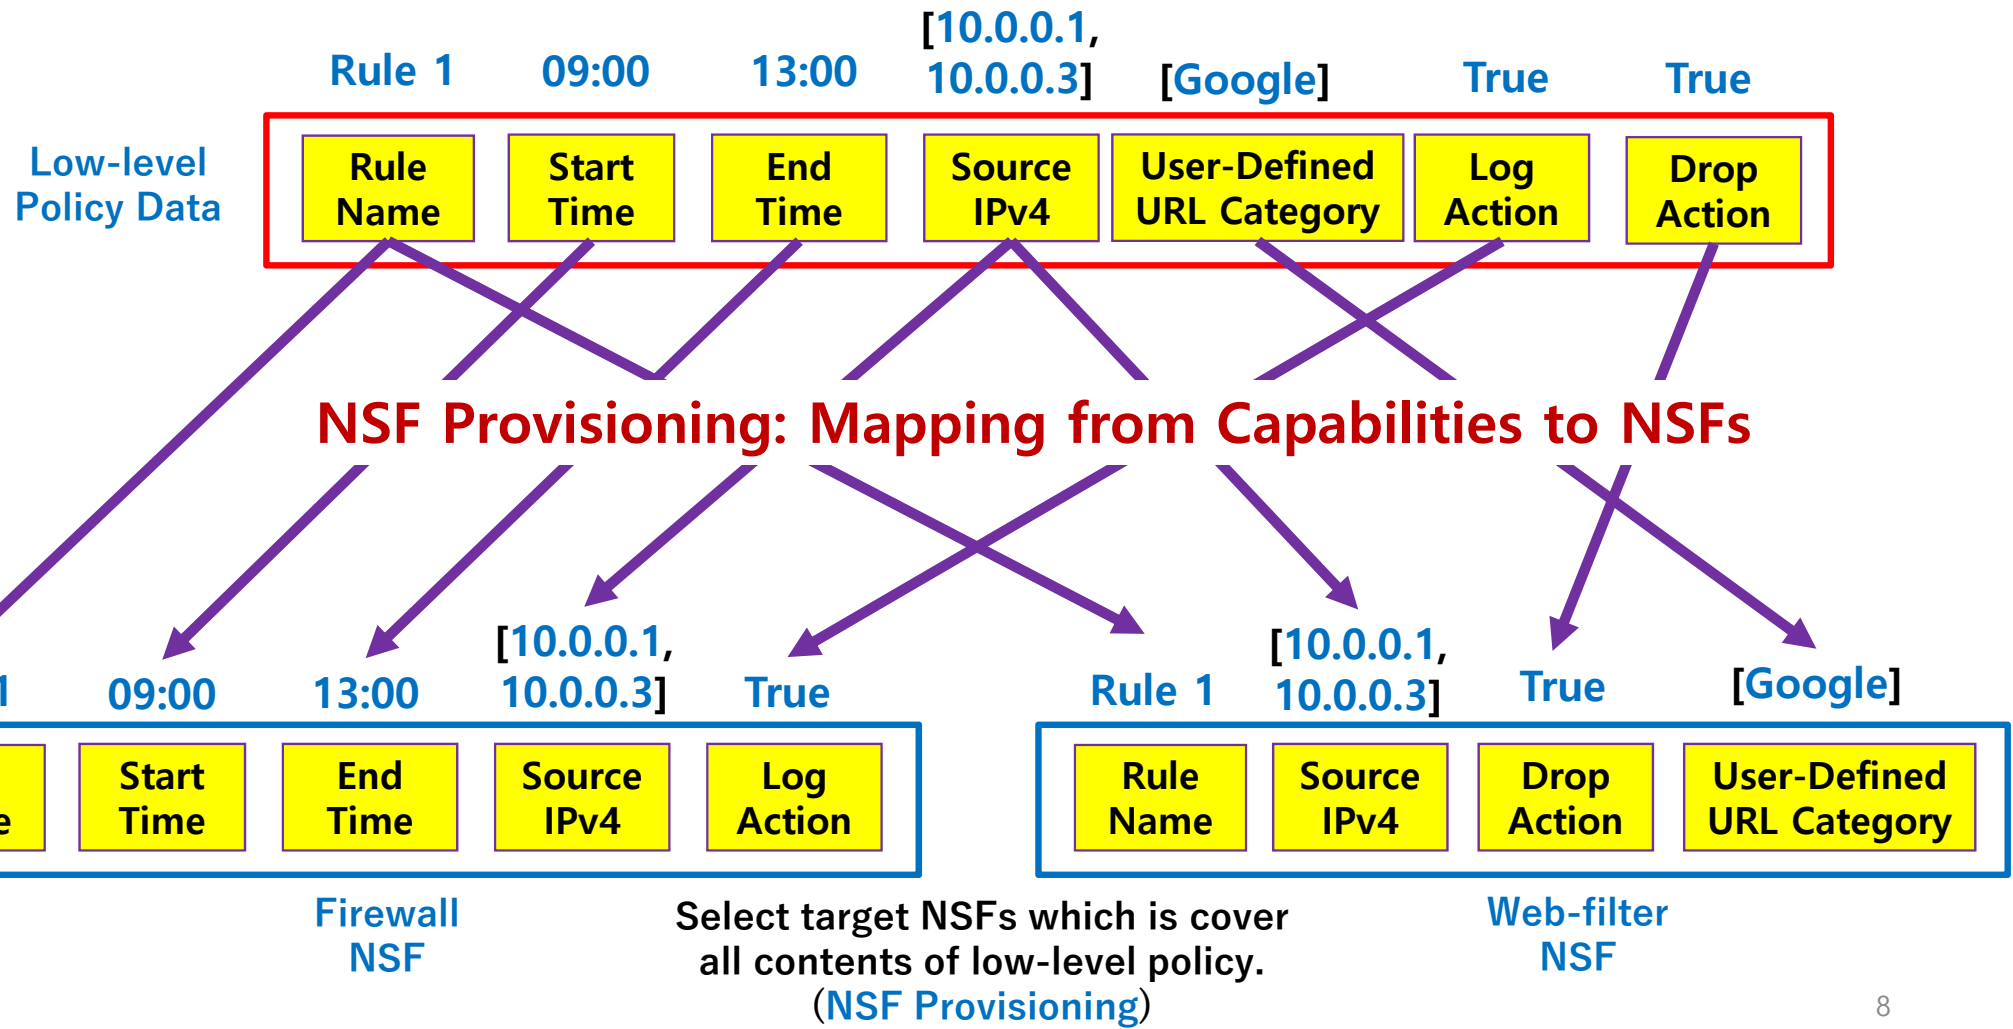 [10.0.0.1,
10.0.0.3]
Rule 1
09:00
13:00
[Google]
True
True
Low-level
Policy Data
Rule
Name
Start
Time
End
Time
Source
IPv4
User-Defined
URL Category
Log
Action
Drop
Action
NSF Provisioning: Mapping from Capabilities to NSFs
1
09:00
13:00
[10.0.0.1,
10.0.0.3]
True
Rule 1
[10.0.0.1,
10.0.0.3]
True
[Google]
e
Start
Time
End
Time
Source
IPv4
Log
Action
Rule
Name
Source
IPv4
Drop
Action
User-Defined
URL Category
Firewall
NSF
Select target NSFs which is cover
all contents of low-level policy.
(NSF Provisioning)
Web-filter
NSF
8